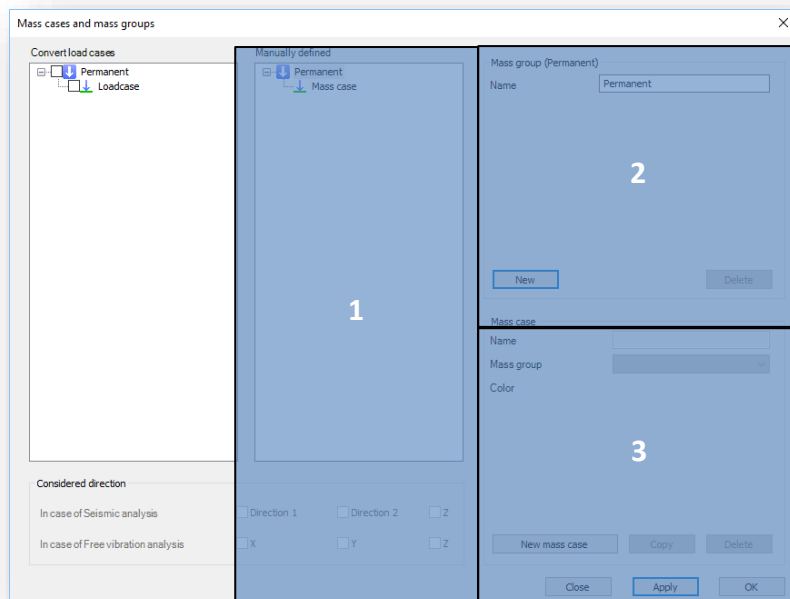 Mass cases and mass groups
Convert load cases
Permanent
Loadcase
Manually defined
Permanent
Mass case
1
Mass group (Permanent)
Name
Permanent
2
New
Delete
Mass case
Name
Mass group
Color
3
New mass case
Copy
Delete
Considered direction
In case of Seismic analysis
Direction 1
Direction 2
Z
In case of Free vibration analysis
X
Y
Z
Close
Apply
OK